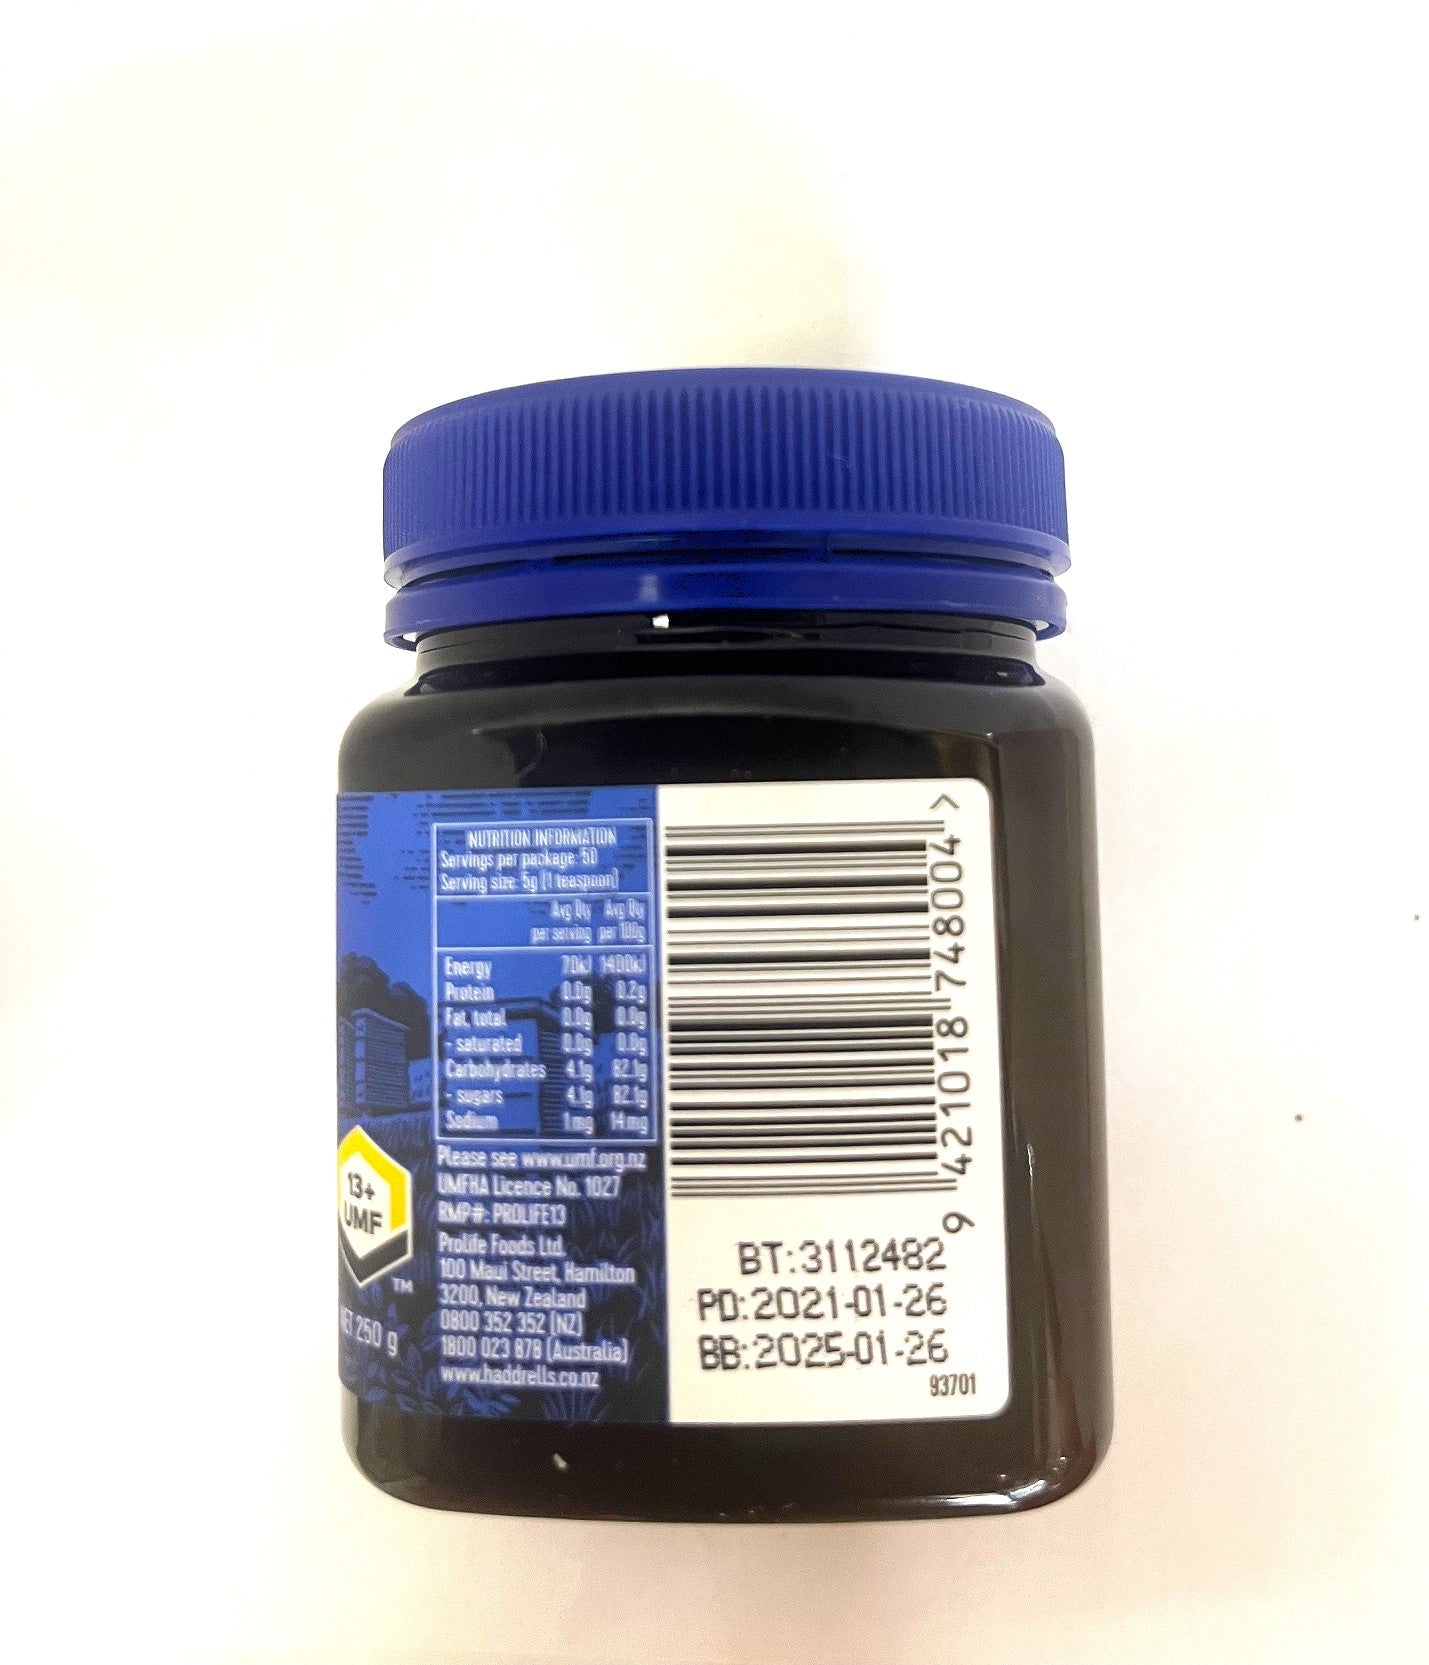 NUTRITION INFORMATION
Servings per package: 50
Serving size: 5g (1 teaspoon)
Avg Qty Avg Qty
per serving per 100g
Energy 70kJ 1400kJ
Protein 0.0g 0.2g
Fat, total 0.0g 0.0g
- saturated 0.0g 0.0g
Carbohydrates 4.1g 82.1g
- sugars 4.1g 82.1g
Sodium 1mg 14mg
Please see www.umf.org.nz
UMFHA Licence No. 1027
RMP#: PROLIFE13
Prolife Foods Ltd.
100 Maui Street, Hamilton
3200, New Zealand
0800 352 352 (NZ)
1800 023 878 (Australia)
www.haddrells.co.nz
13+
UMF
TM
NET 250 g
9 421018 748004 >
BT:3112482
PD:2021-01-26
BB:2025-01-26
93701